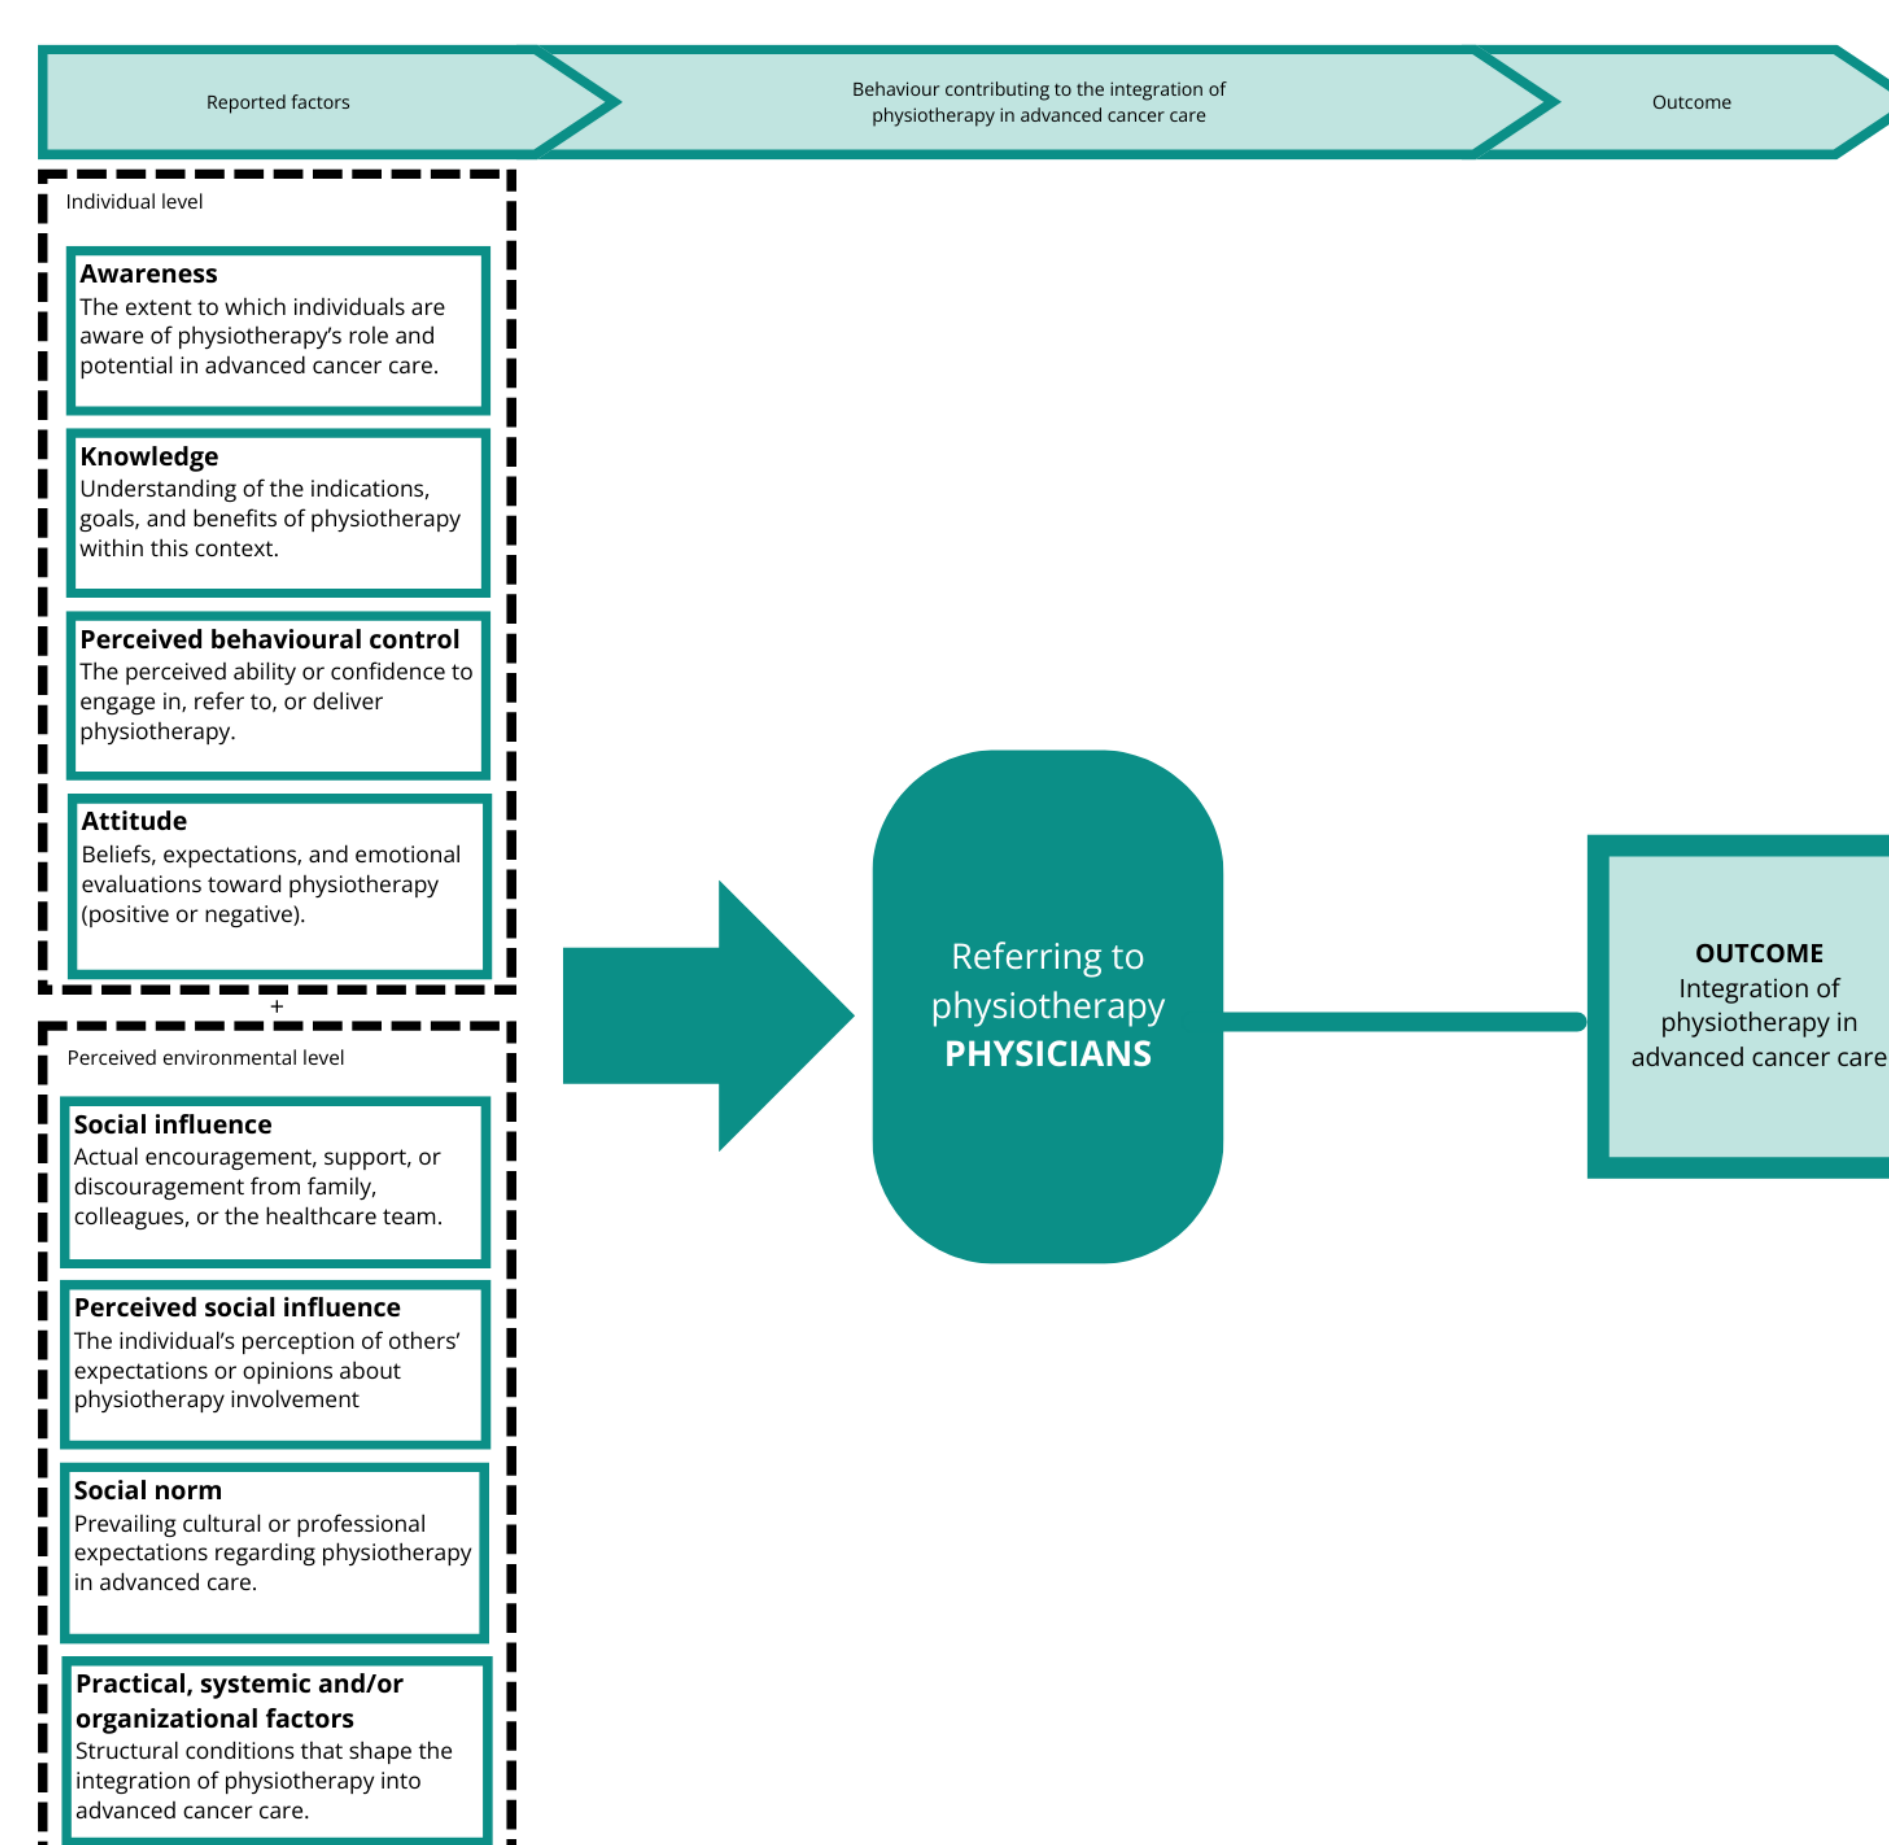 Reported factors
Behaviour contributing to the integration of
physiotherapy in advanced cancer care
Outcome
Individual level
Awareness
The extent to which individuals are
aware of physiotherapy’s role and
potential in advanced cancer care.
Knowledge
Understanding of the indications,
goals, and benefits of physiotherapy
within this context.
Perceived behavioural control
The perceived ability or confidence to
engage in, refer to, or deliver
physiotherapy.
Attitude
Beliefs, expectations, and emotional
evaluations toward physiotherapy
(positive or negative).
+
Perceived environmental level
Social influence
Actual encouragement, support, or
discouragement from family,
colleagues, or the healthcare team.
Perceived social influence
The individual’s perception of others’
expectations or opinions about
physiotherapy involvement
Social norm
Prevailing cultural or professional
expectations regarding physiotherapy
in advanced care.
Practical, systemic and/or
organizational factors
Structural conditions that shape the
integration of physiotherapy into
advanced cancer care.
Referring to
physiotherapy
PHYSICIANS
OUTCOME
Integration of
physiotherapy in
advanced cancer care